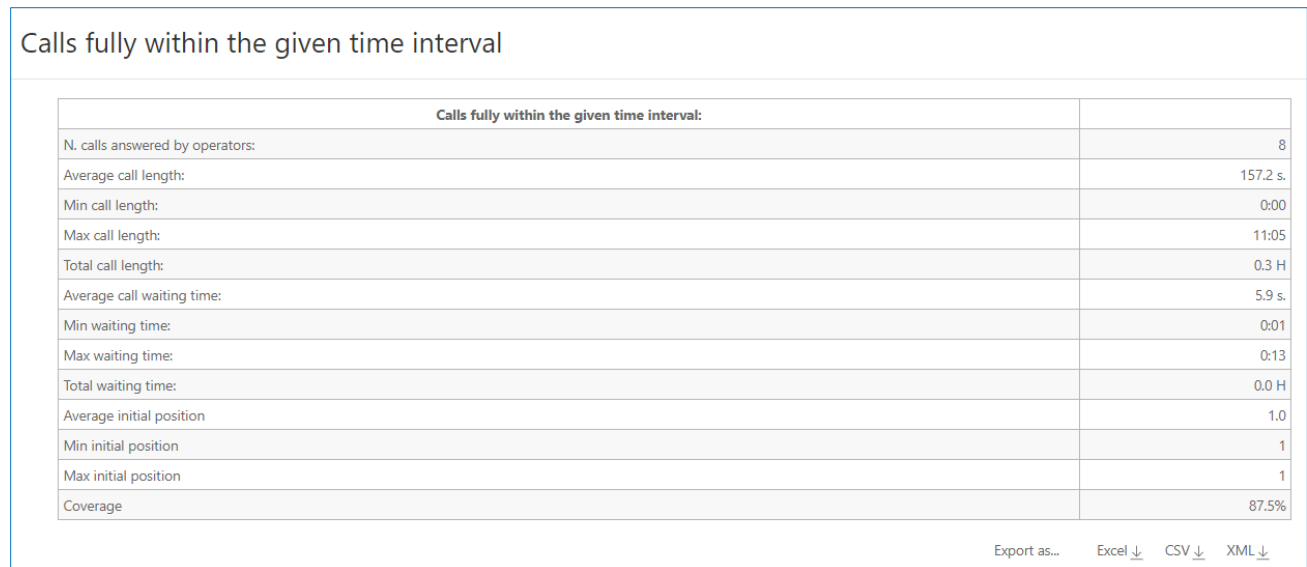 Calls fully within the given time interval
Calls fully within the given time interval:
N. calls answered by operators: 8
Average call length: 157.2 s.
Min call length: 0:00
Max call length: 11:05
Total call length: 0.3 H
Average call waiting time: 5.9 s.
Min waiting time: 0:01
Max waiting time: 0:13
Total waiting time: 0.0 H
Average initial position 1.0
Min initial position 1
Max initial position 1
Coverage 87.5%
Export as... Excel ↓ CSV ↓ XML ↓